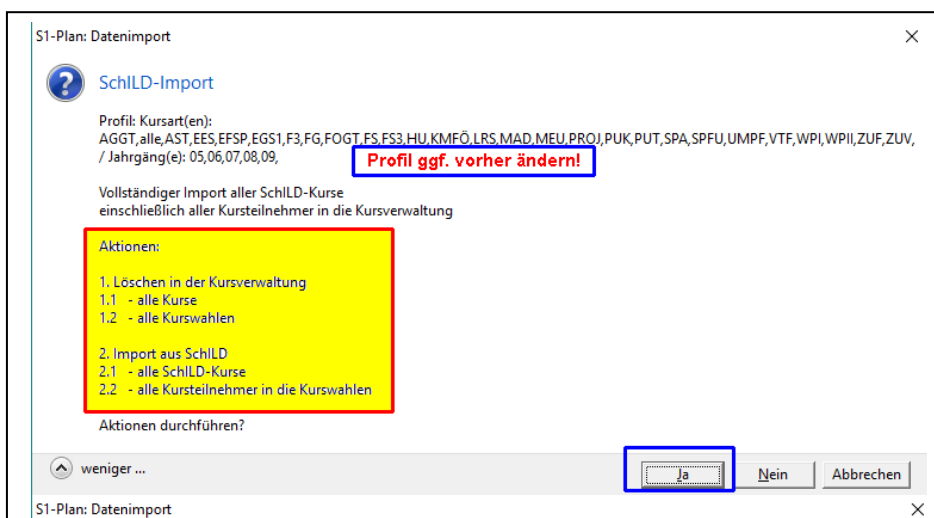 S1-Plan: Datenimport
SchILD-Import
Profil: Kursart(en):
AGGT,alle,AST,EES,EFSP,EGS1,F3,FG,FOGT,FS,FS3,HU,KMFÖ,LRS,MAD,MEU,PROJ,PUK,PUT,SPA,SPFU,UMPF,VTF,WPI,WPII,ZUF,ZUV,
/ Jahrgäng(e): 05,06,07,08,09,
Profil ggf. vorher ändern!
Vollständiger Import aller SchILD-Kurse
einschließlich aller Kursteilnehmer in die Kursverwaltung
Aktionen:
1. Löschen in der Kursverwaltung
1.1 - alle Kurse
1.2 - alle Kurswahlen
2. Import aus SchILD
2.1 - alle SchILD-Kurse
2.2 - alle Kursteilnehmer in die Kurswahlen
Aktionen durchführen?
weniger ...
Ja
Nein
Abbrechen
S1-Plan: Datenimport